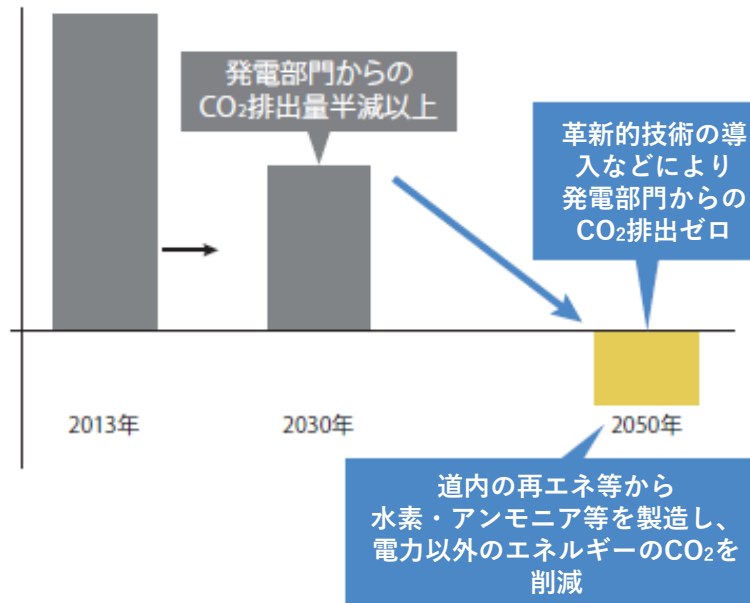 発電部門からの
CO₂排出量半減以上
革新的技術の導
入などにより
発電部門からの
CO₂排出ゼロ
2013年
2030年
2050年
道内の再エネ等から
水素・アンモニア等を製造し、
電力以外のエネルギーのCO₂を
削減